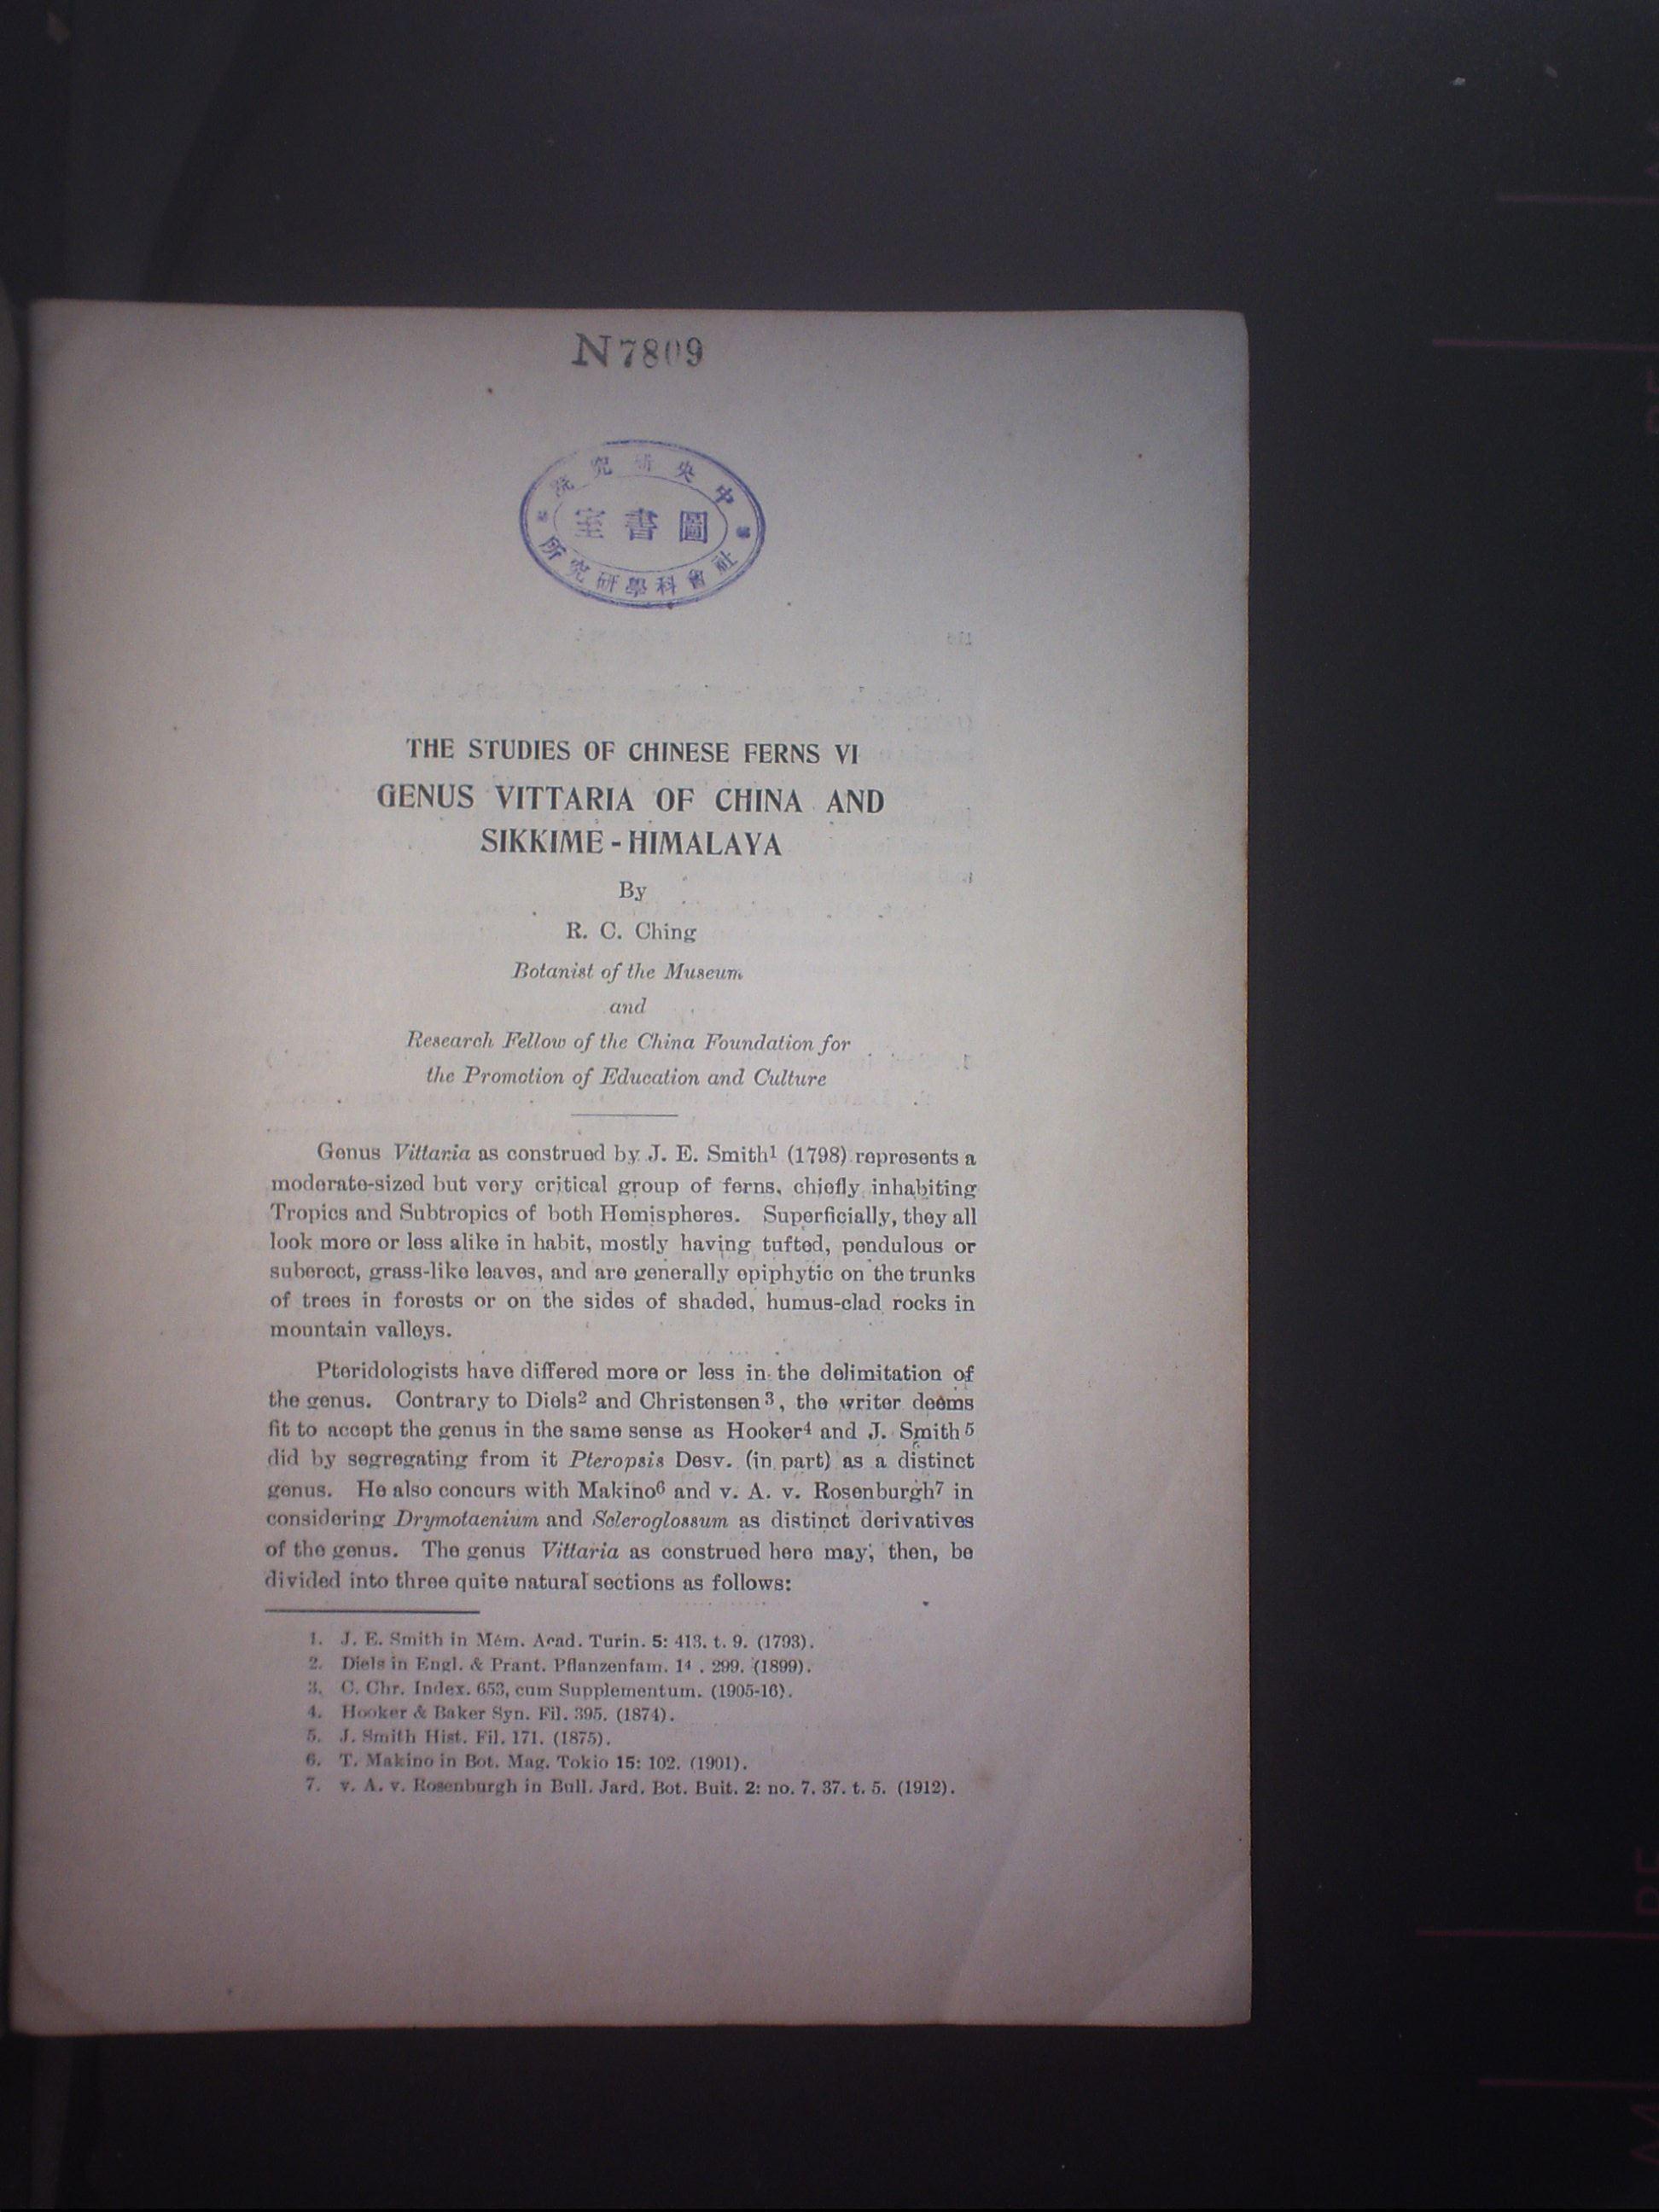 N7809
中央研究院
圖書室
社會科學研究所
THE STUDIES OF CHINESE FERNS VI
GENUS VITTARIA OF CHINA AND
SIKKIME-HIMALAYA
By
R. C. Ching
Botanist of the Museum
and
Research Fellow of the China Foundation for
the Promotion of Education and Culture
Genus Vittaria as construed by J. E. Smith¹ (1798) represents a
moderate-sized but very critical group of ferns, chiefly inhabiting
Tropics and Subtropics of both Hemispheres. Superficially, they all
look more or less alike in habit, mostly having tufted, pendulous or
suberect, grass-like leaves, and are generally epiphytic on the trunks
of trees in forests or on the sides of shaded, humus-clad rocks in
mountain valleys.
Pteridologists have differed more or less in the delimitation of
the genus. Contrary to Diels² and Christensen³, the writer deems
fit to accept the genus in the same sense as Hooker⁴ and J. Smith⁵
did by segregating from it Pteropsis Desv. (in part) as a distinct
genus. He also concurs with Makino⁶ and v. A. v. Rosenburgh⁷ in
considering Drymotaenium and Scleroglossum as distinct derivatives
of the genus. The genus Vittaria as construed here may, then, be
divided into three quite natural sections as follows:
1. J. E. Smith in Mém. Acad. Turin. 5: 413. t. 9. (1793).
2. Diels in Engl. & Prant. Pflanzenfam. 1⁴. 299. (1899).
3. C. Chr. Index. 653, cum Supplementum. (1905-16).
4. Hooker & Baker Syn. Fil. 395. (1874).
5. J. Smith Hist. Fil. 171. (1875).
6. T. Makino in Bot. Mag. Tokio 15: 102. (1901).
7. v. A. v. Rosenburgh in Bull. Jard. Bot. Buit. 2: no. 7. 37. t. 5. (1912).